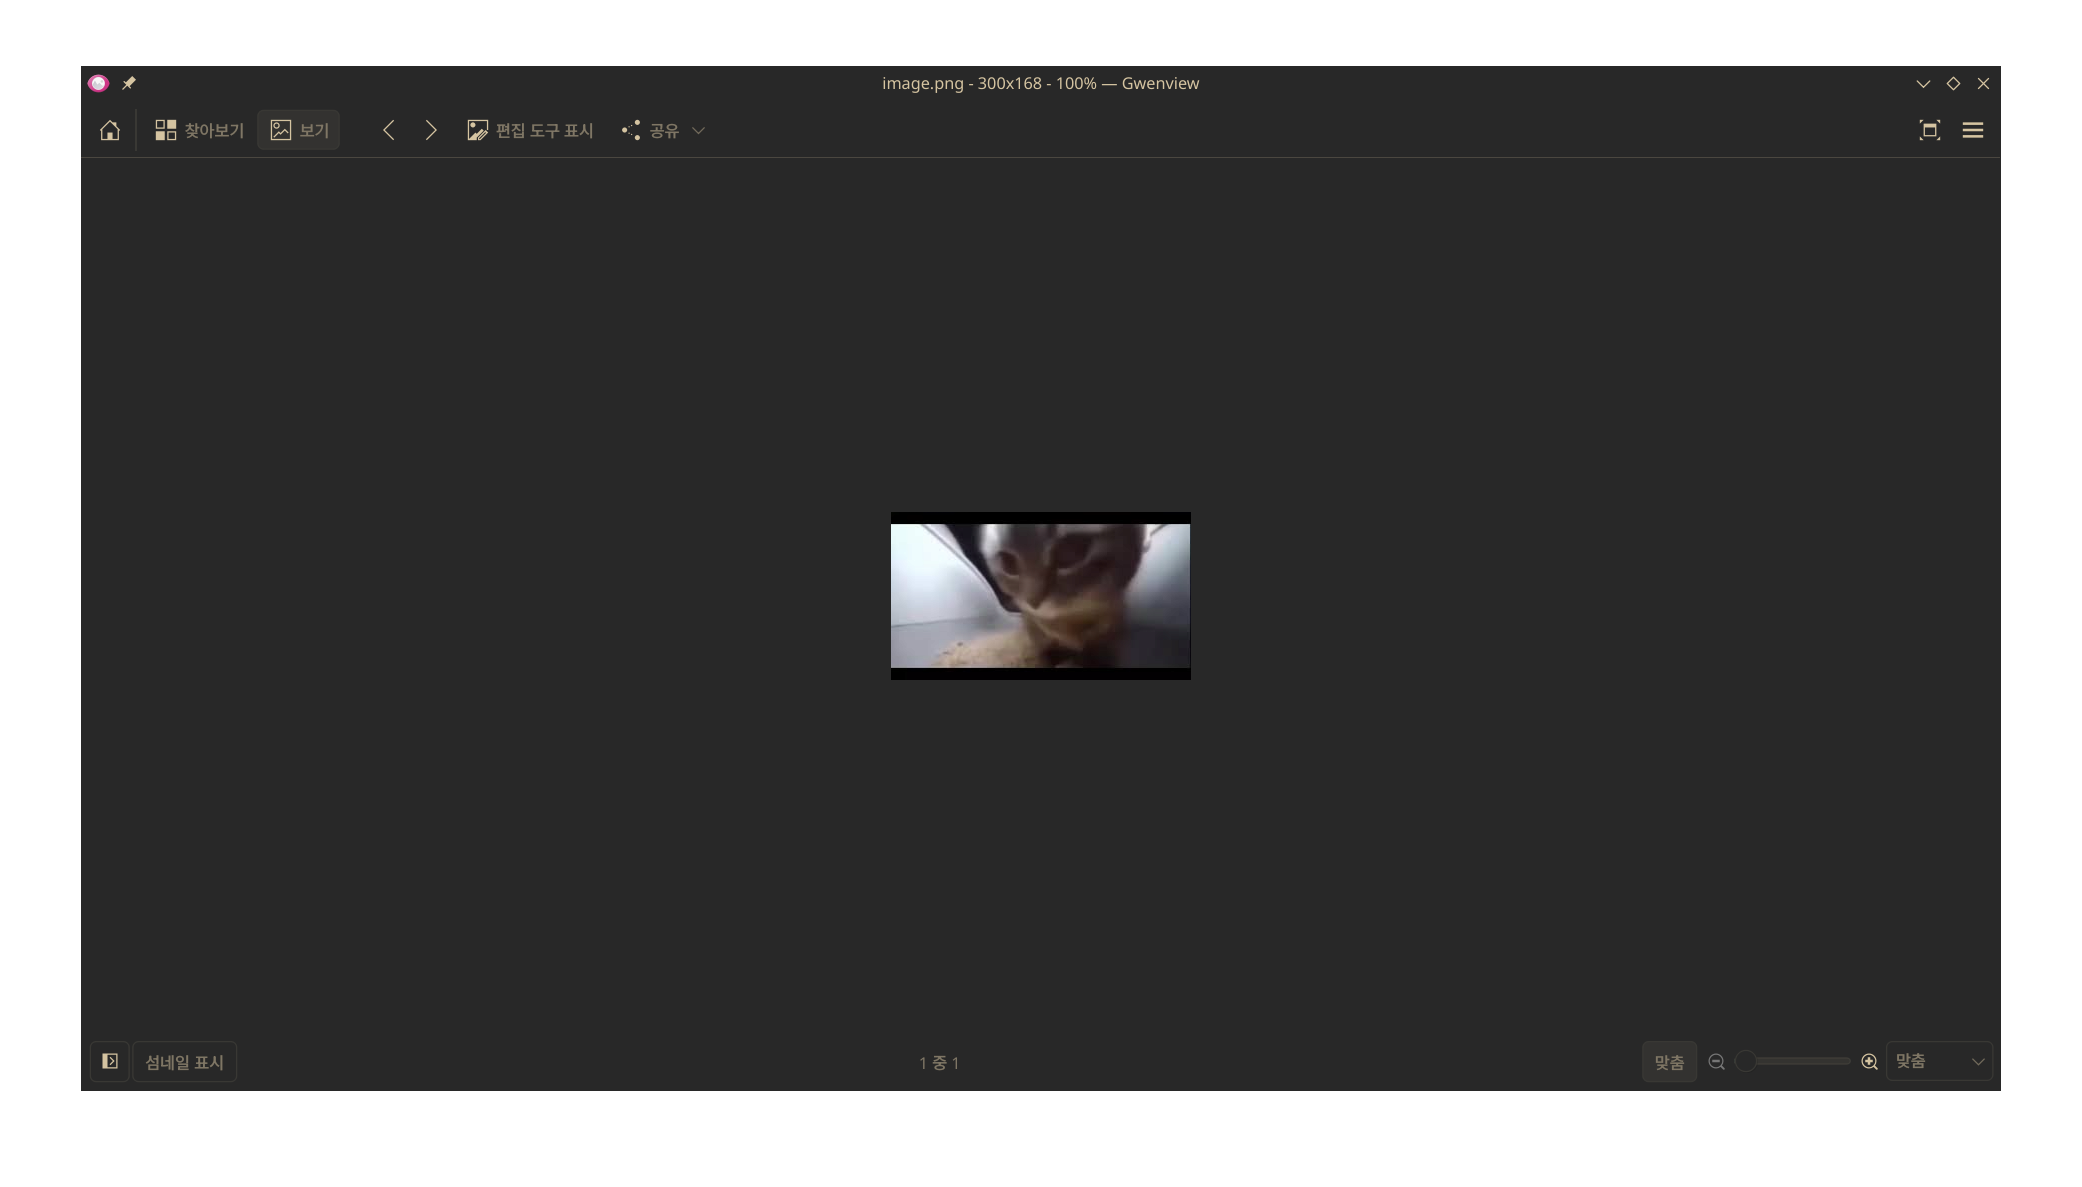 image.png - 300x168 - 100% — Gwenview
찾아보기 보기 편집 도구 표시 공유
섬네일 표시 1 중 1 맞춤 맞춤